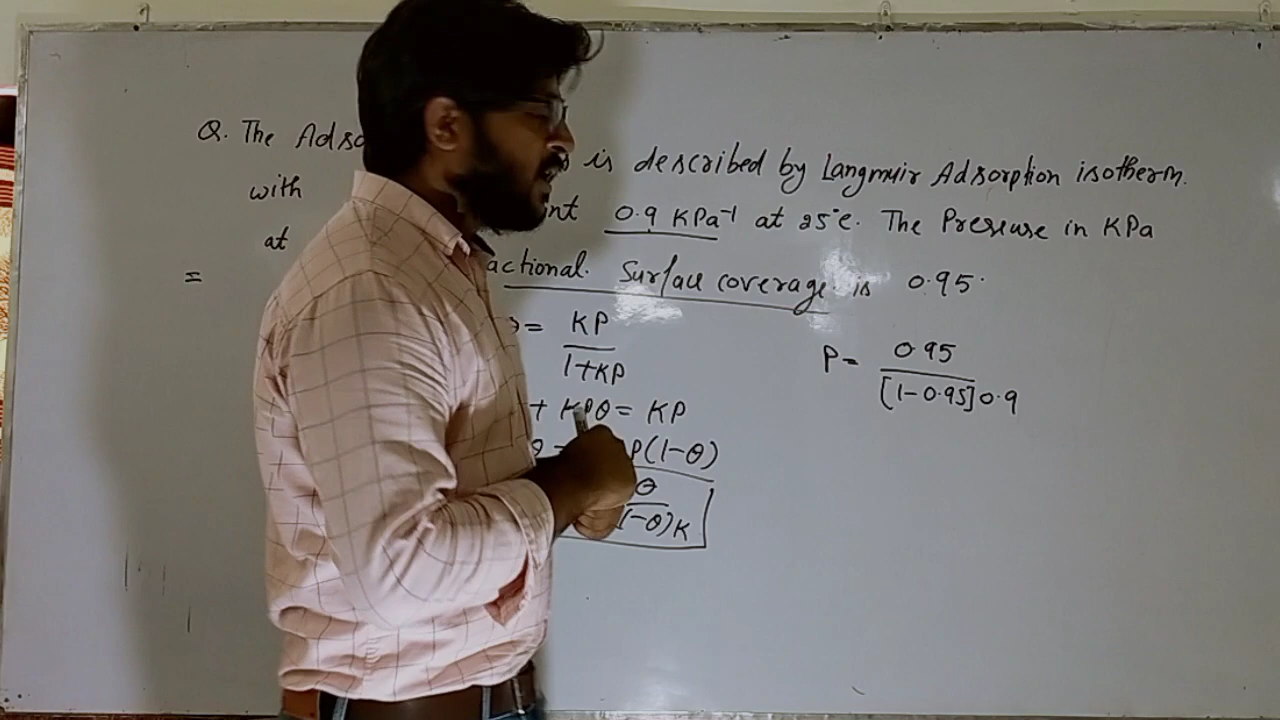 Q. The Adso is described by Langmuir Adsorption isotherm.
with nt 0.9 KPa⁻¹ at 25°C. The Pressure in KPa
at actional. Surface coverage is 0.95.
=
= KP / 1+KP
+ KPθ = KP
θ = P(1-θ)
θ / (1-θ)K
P = 0.95 / [1-0.95]0.9